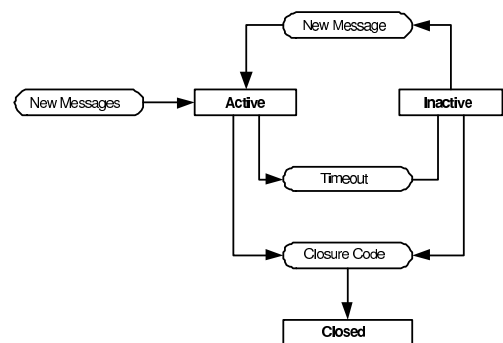 New Message
New Messages
Active
Inactive
Timeout
Closure Code
Closed